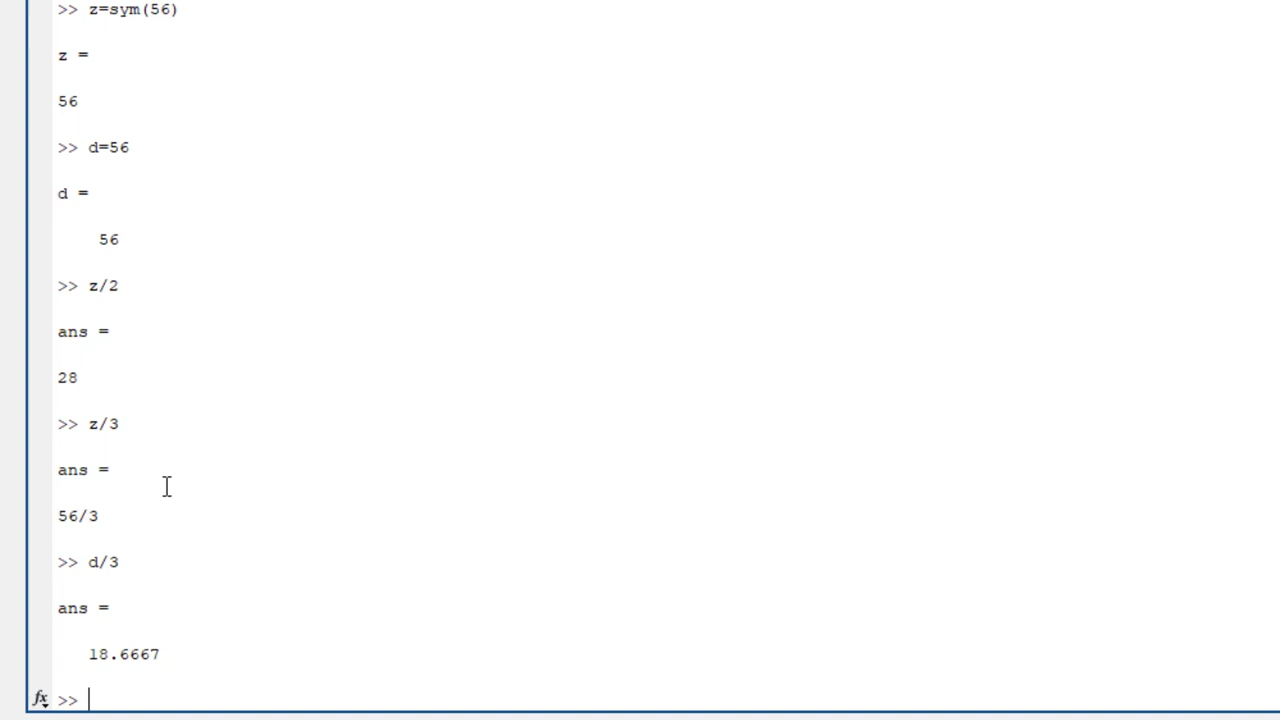 >> z=sym(56)
z =
56
>> d=56
d =
56
>> z/2
ans =
28
>> z/3
ans =
56/3
>> d/3
ans =
18.6667
fx >>